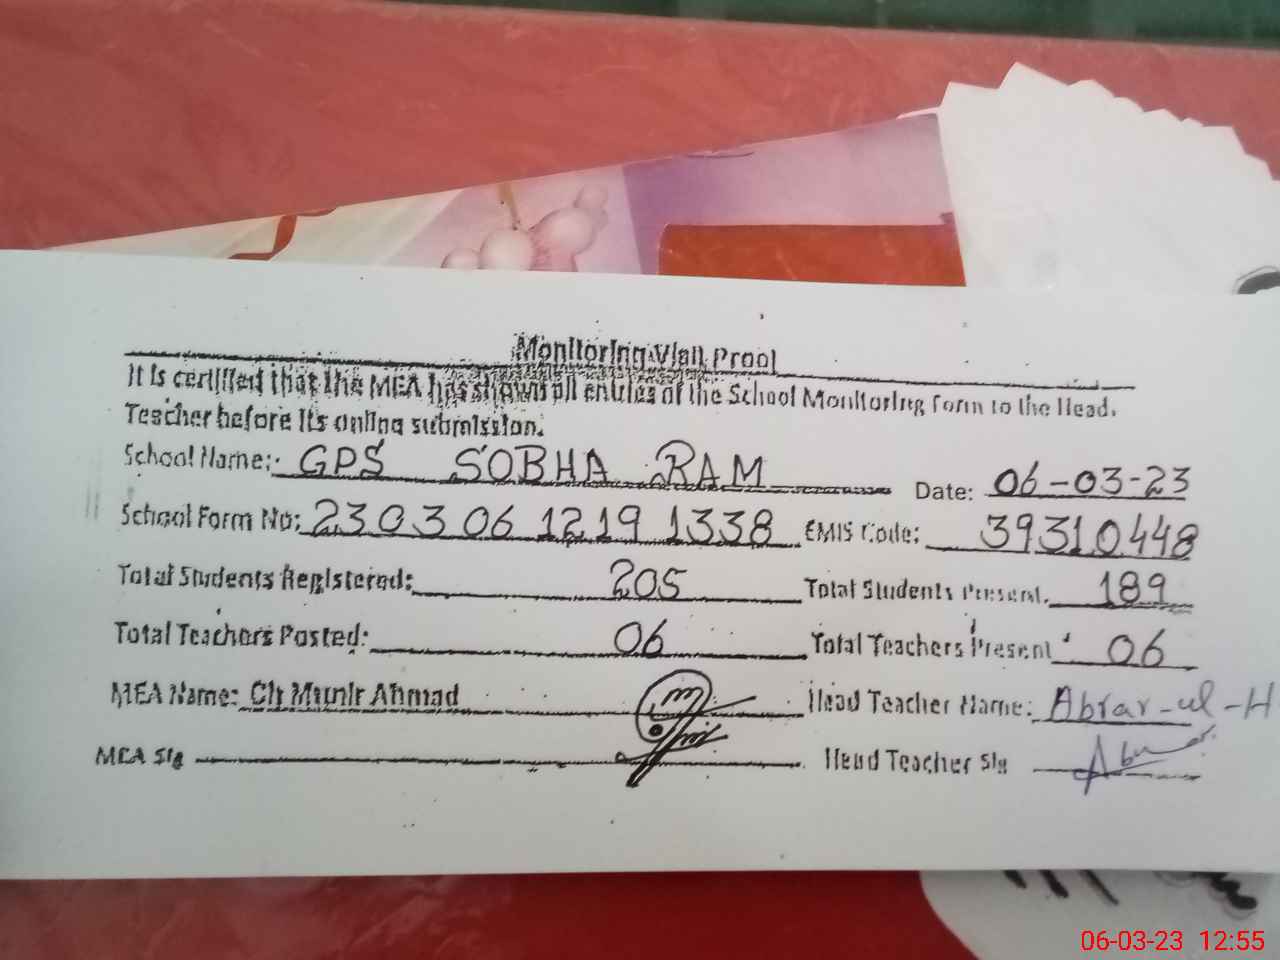 Monitoring Visit Proof
It is certified that the MEA has shown all entries of the School Monitoring form to the Head.
Teacher before its online submission.
School Name: GPS SOBHA RAM Date: 06-03-23
School Form No: 230306 1219 1338 EMIS Code: 39310448
Total Students Registered: 205 Total Students Present. 189
Total Teachers Posted: 06 Total Teachers Present 06
MEA Name: Ch Munir Ahmad Head Teacher Name: Abrar-ul-H
MEA Sig Head Teacher Sig
06-03-23 12:55